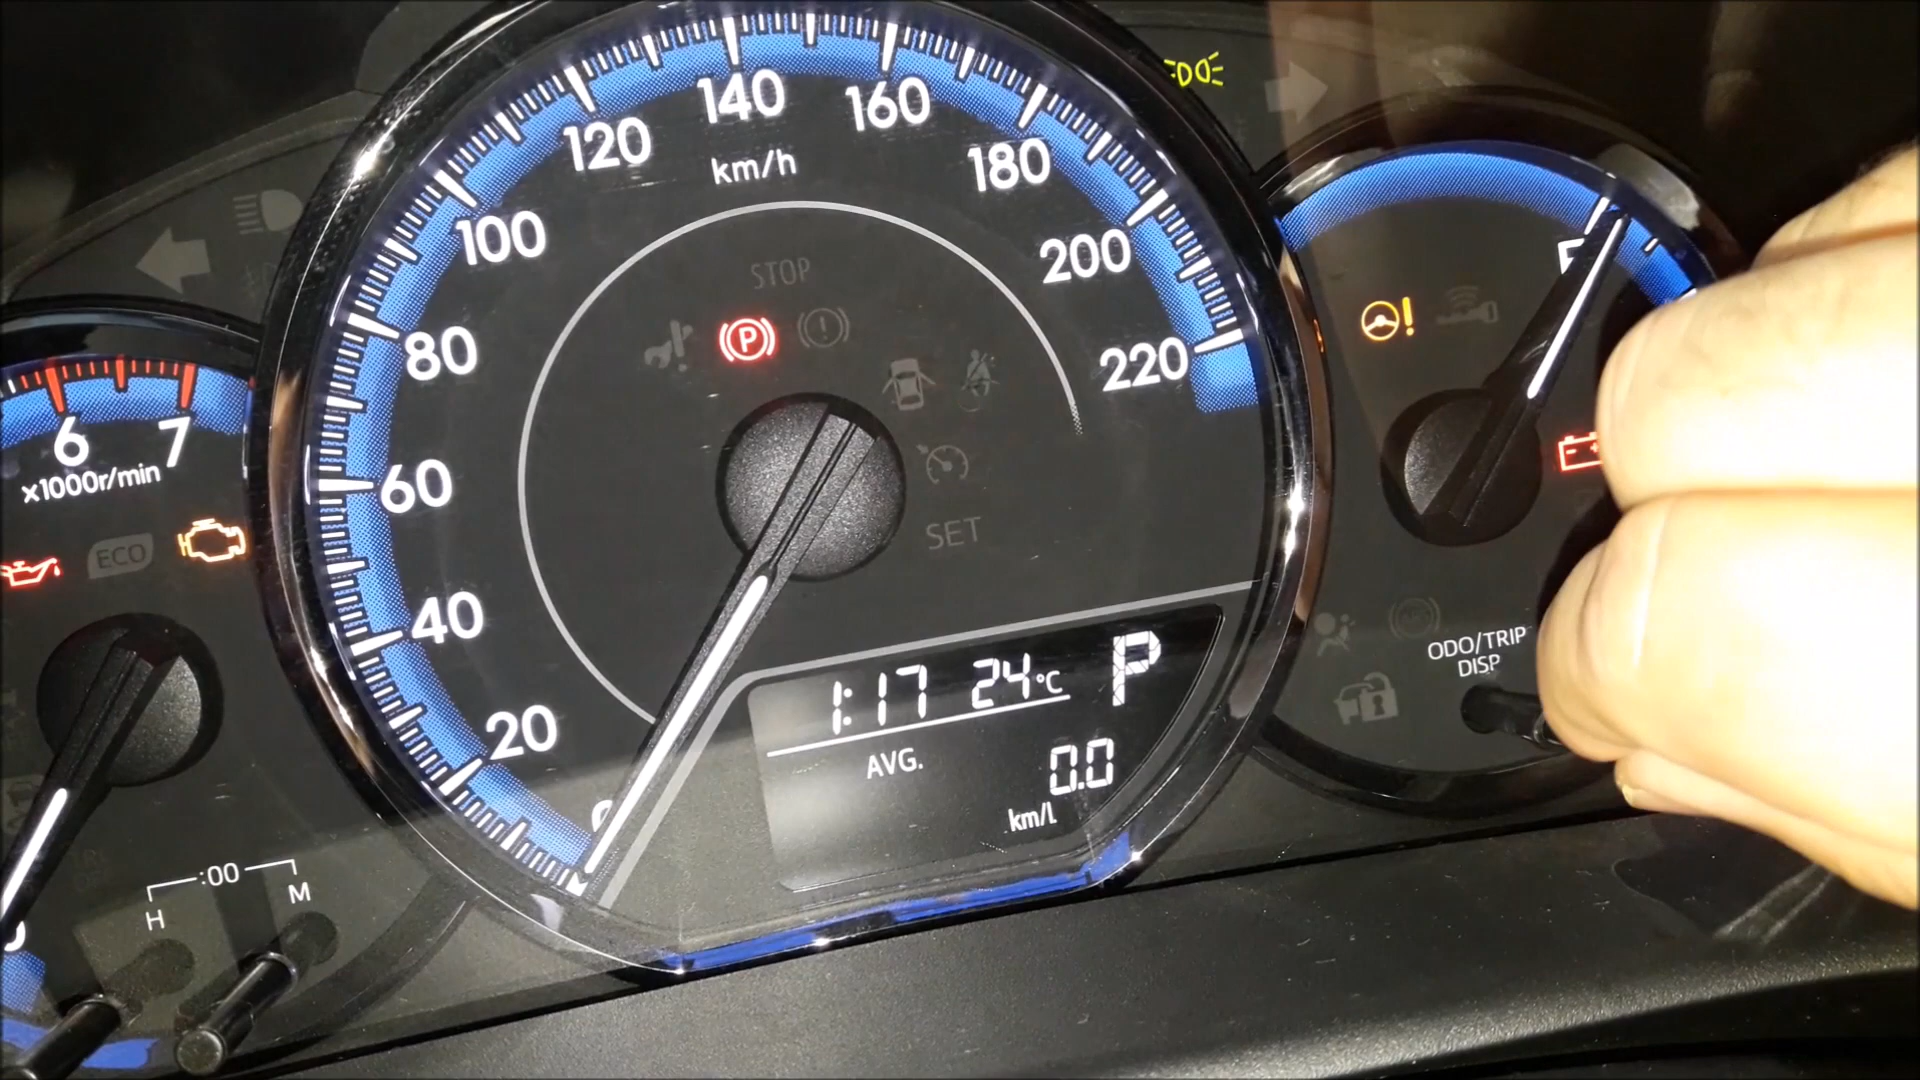 140
160
120
km/h
180
100
200
STOP
P
80
220
6
7
x1000r/min
60
SET
ECO
40
ODO/TRIP
DISP
1:17 24°C P
20
AVG.
0.0
km/L
:00
H
M